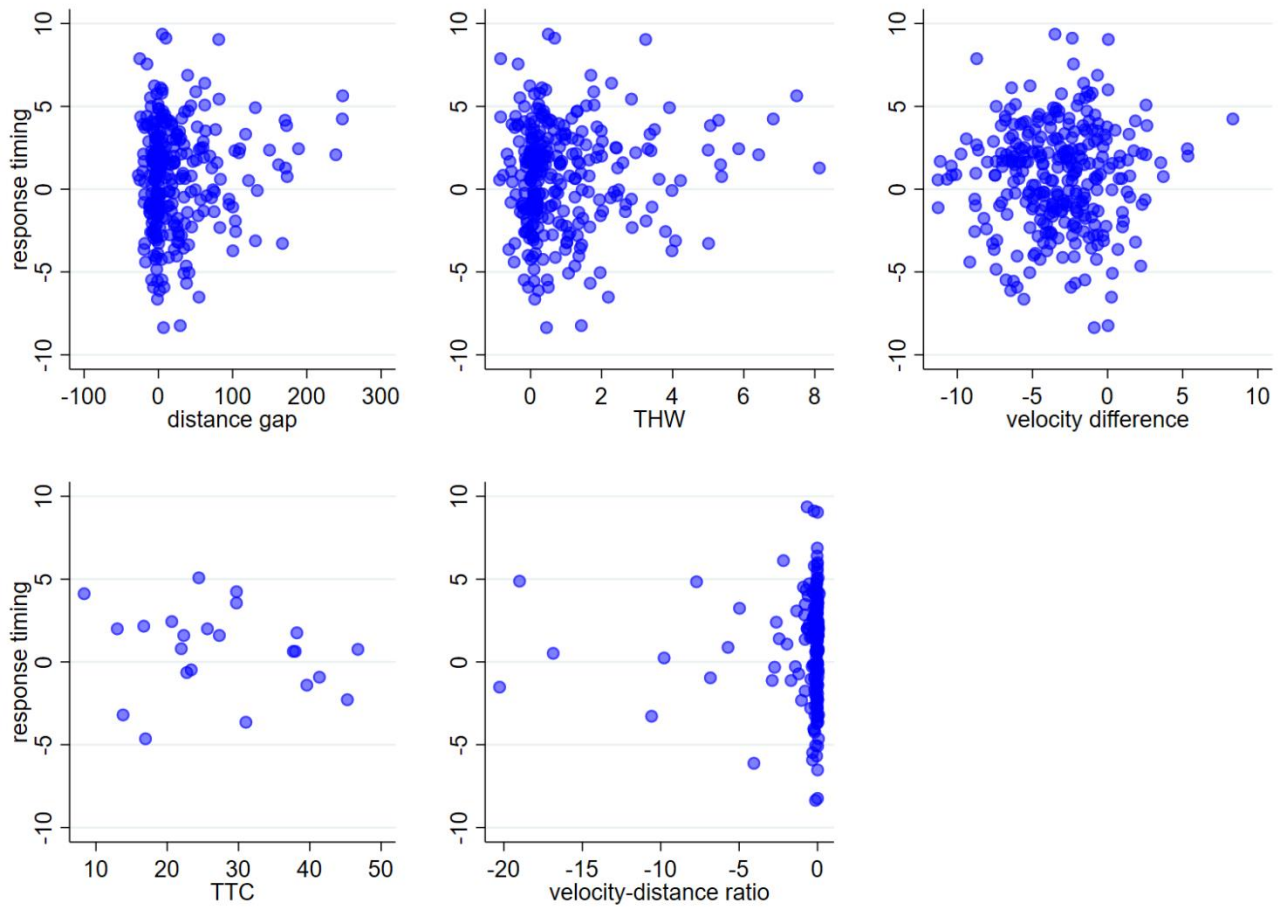 response timing
10
5
0
-5
-10
-100 0 100 200 300
distance gap
10
5
0
-5
-10
0 2 4 6 8
THW
10
5
0
-5
-10
-10 -5 0 5 10
velocity difference
response timing
10
5
0
-5
-10
10 20 30 40 50
TTC
10
5
0
-5
-10
-20 -15 -10 -5 0
velocity-distance ratio